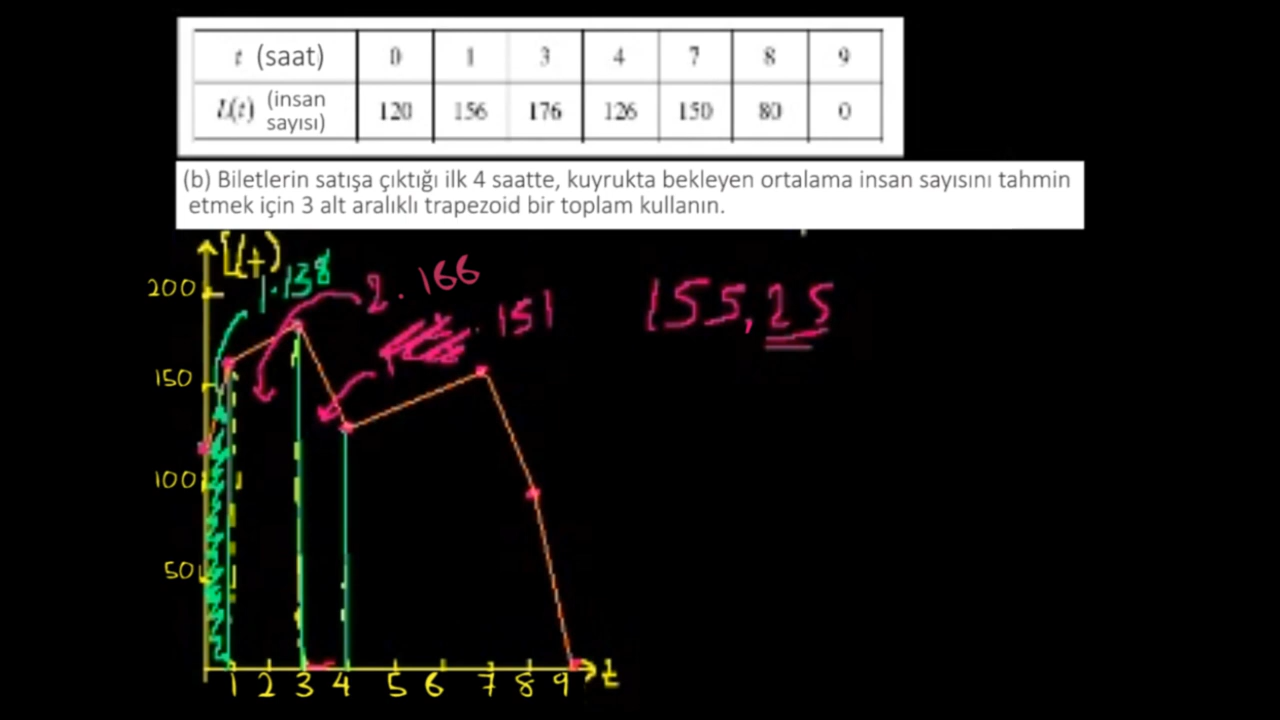 t (saat) 0 1 3 4 7 8 9
L(t) (insan sayısı) 120 156 176 126 150 80 0
(b) Biletlerin satışa çıktığı ilk 4 saatte, kuyrukta bekleyen ortalama insan sayısını tahmin
etmek için 3 alt aralıklı trapezoid bir toplam kullanın.
L(t)
1.138
2.166
.151
155,25
200
150
100
50
1 2 3 4 5 6 7 8 9 t